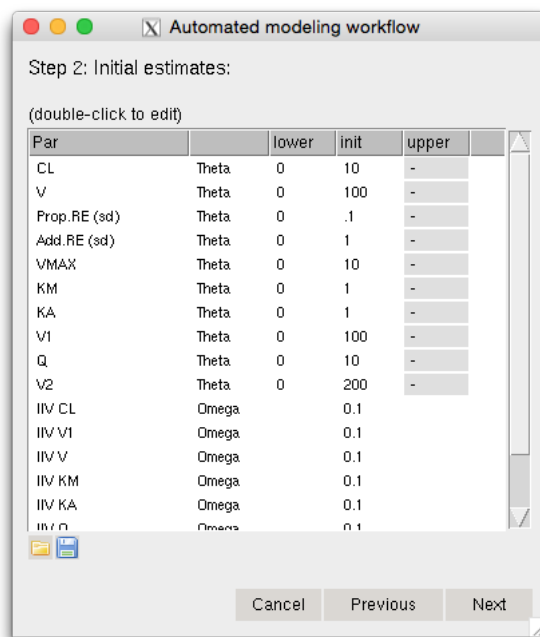 Automated modeling workflow
Step 2: Initial estimates:
(double-click to edit)
Par lower init upper
CL Theta 0 10 -
V Theta 0 100 -
Prop.RE (sd) Theta 0 .1 -
Add.RE (sd) Theta 0 1 -
VMAX Theta 0 10 -
KM Theta 0 1 -
KA Theta 0 1 -
V1 Theta 0 100 -
Q Theta 0 10 -
V2 Theta 0 200 -
IIV CL Omega 0.1
IIV V1 Omega 0.1
IIV V Omega 0.1
IIV KM Omega 0.1
IIV KA Omega 0.1
IIV Q Omega 0.1
Cancel Previous Next